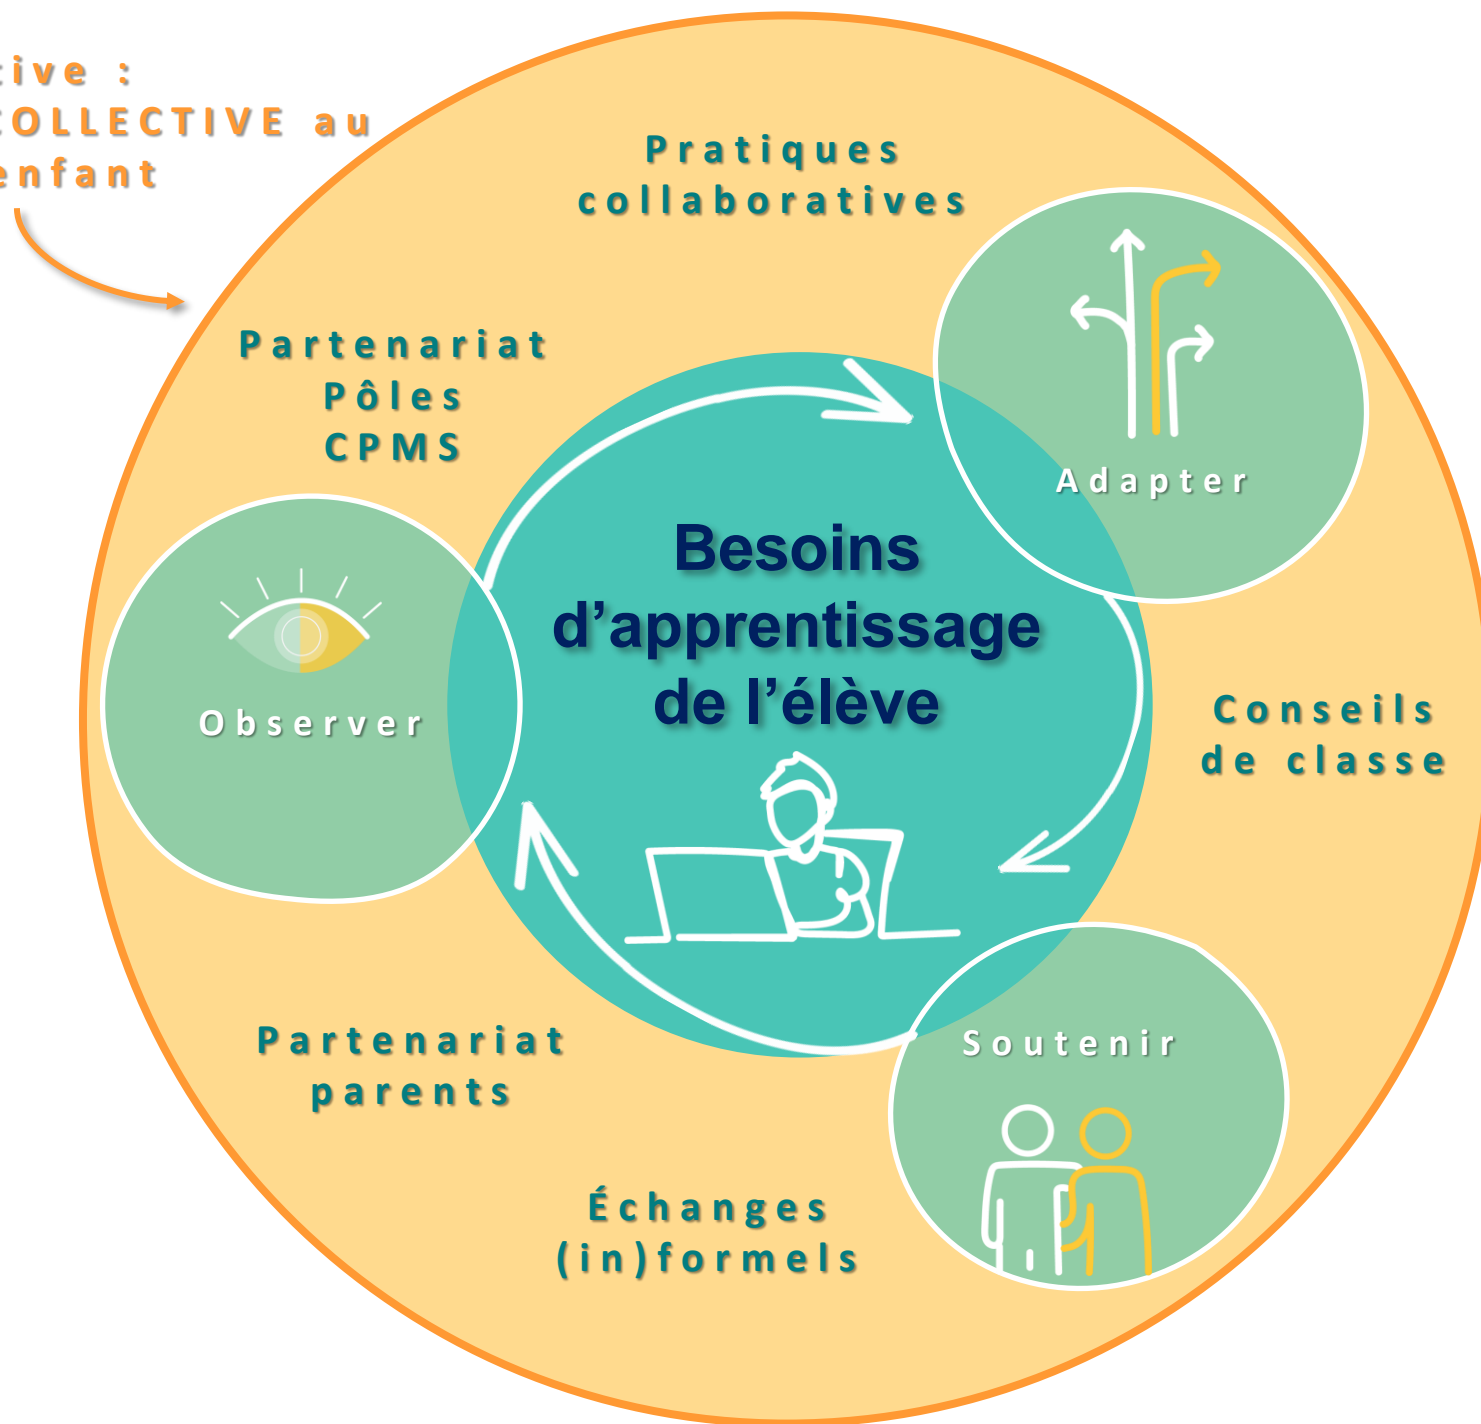 tive :
COLLECTIVE au
enfant
Pratiques
collaboratives
Partenariat
Pôles
CPMS
Adapter
Besoins
d’apprentissage
de l’élève
Observer
Conseils
de classe
Partenariat
parents
Soutenir
Échanges
(in)formels